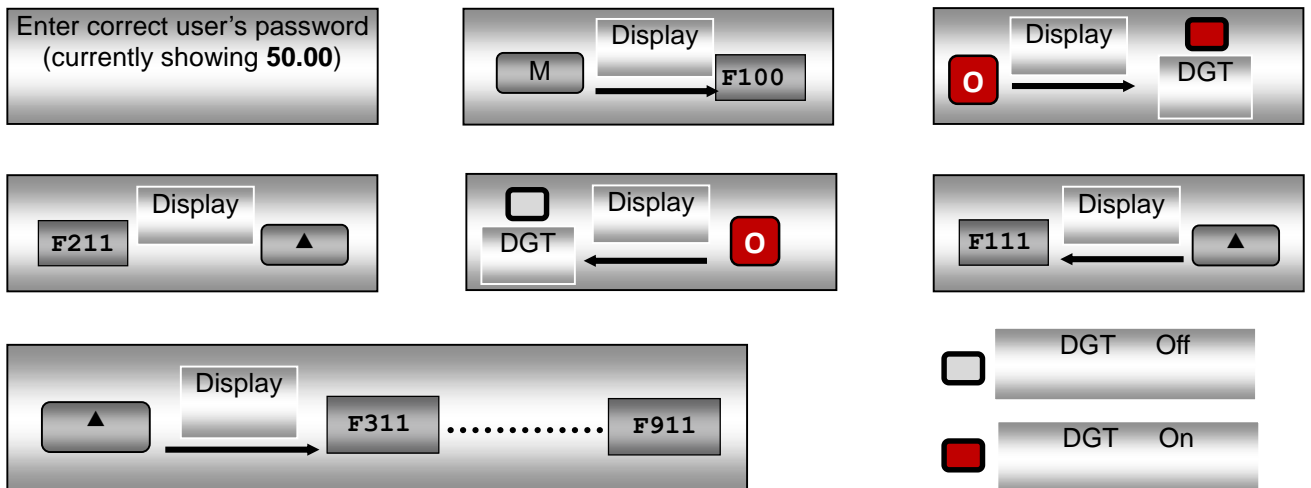 Enter correct user's password
(currently showing 50.00)
M
Display
F100
O
Display
DGT
F211
Display
▲
DGT
Display
O
F111
Display
▲
▲
Display
F311 ............. F911
DGT Off
DGT On